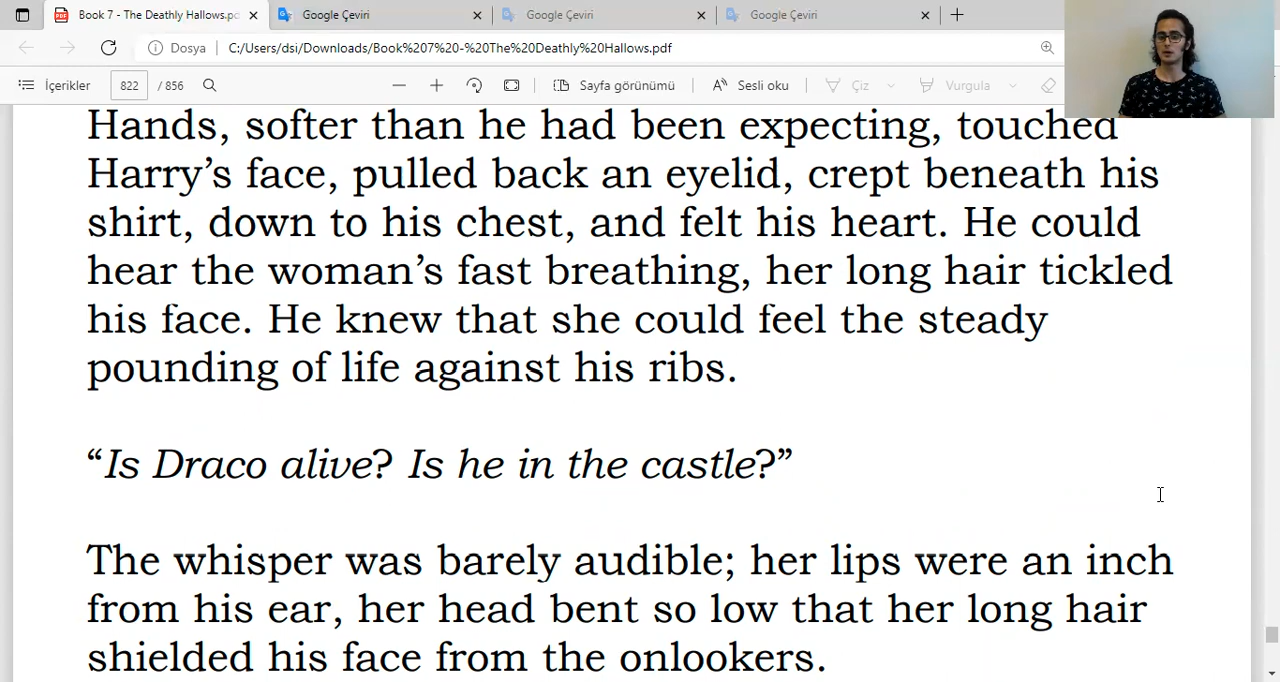 Book 7 - The Deathly Hallows.pd
Google Çeviri
Google Çeviri
Google Çeviri
Dosya
C:/Users/dsi/Downloads/Book%207%20-%20The%20Deathly%20Hallows.pdf
İçerikler
822 / 856
Sayfa görünümü
Sesli oku
Çiz
Vurgula
Hands, softer than he had been expecting, touched
Harry’s face, pulled back an eyelid, crept beneath his
shirt, down to his chest, and felt his heart. He could
hear the woman’s fast breathing, her long hair tickled
his face. He knew that she could feel the steady
pounding of life against his ribs.
“Is Draco alive? Is he in the castle?”
The whisper was barely audible; her lips were an inch
from his ear, her head bent so low that her long hair
shielded his face from the onlookers.